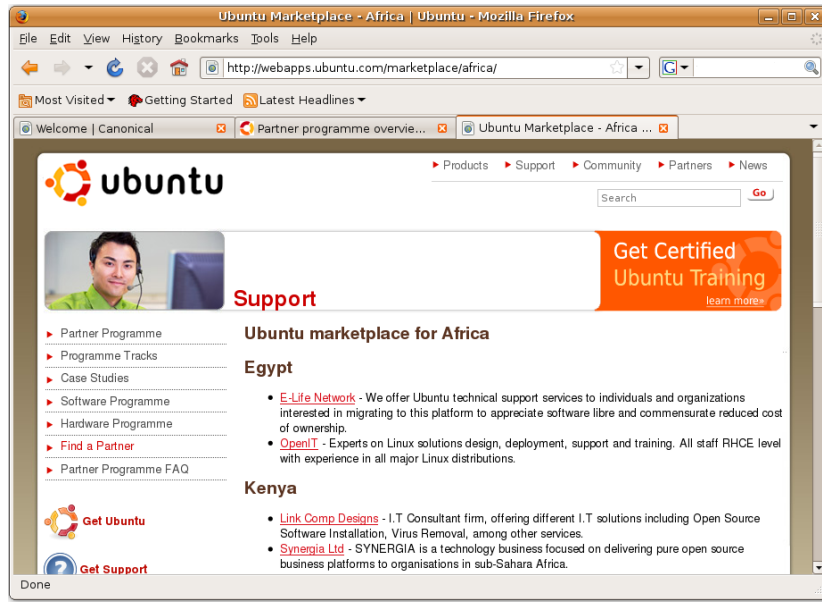 Ubuntu Marketplace - Africa | Ubuntu - Mozilla Firefox
File Edit View History Bookmarks Tools Help
http://webapps.ubuntu.com/marketplace/africa/
G
Most Visited Getting Started Latest Headlines
Welcome | Canonical Partner programme overvie... Ubuntu Marketplace - Africa ...
ubuntu
Products Support Community Partners News
Search Go
Support
Get Certified
Ubuntu Training
learn more»
Partner Programme
Programme Tracks
Case Studies
Software Programme
Hardware Programme
Find a Partner
Partner Programme FAQ
Get Ubuntu
? Get Support
Ubuntu marketplace for Africa
Egypt
• E-Life Network - We offer Ubuntu technical support services to individuals and organizations
interested in migrating to this platform to appreciate software libre and commensurate reduced cost
of ownership.
• OpenIT - Experts on Linux solutions design, deployment, support and training. All staff RHCE level
with experience in all major Linux distributions.
Kenya
• Link Comp Designs - I.T Consultant firm, offering different I.T solutions including Open Source
Software Installation, Virus Removal, among other services.
• Synergia Ltd - SYNERGIA is a technology business focused on delivering pure open source
business platforms to organisations in sub-Sahara Africa.
Done